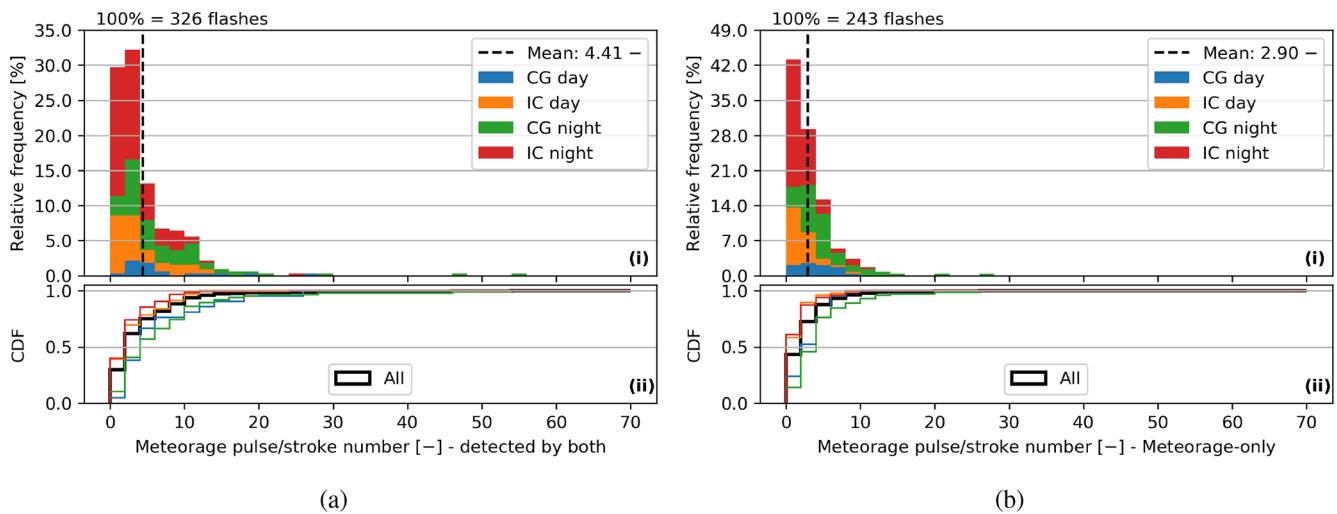 100% = 326 flashes
35.0
30.0
25.0
20.0
15.0
10.0
5.0
0.0
Relative frequency [%]
Mean: 4.41 −
CG day
IC day
CG night
IC night
(i)
1.0
0.5
0.0
CDF
All
(ii)
0 10 20 30 40 50 60 70
Meteorage pulse/stroke number [−] - detected by both
(a)
100% = 243 flashes
49.0
42.0
35.0
28.0
21.0
14.0
7.0
0.0
Relative frequency [%]
Mean: 2.90 −
CG day
IC day
CG night
IC night
(i)
1.0
0.5
0.0
CDF
All
(ii)
0 10 20 30 40 50 60 70
Meteorage pulse/stroke number [−] - Meteorage-only
(b)